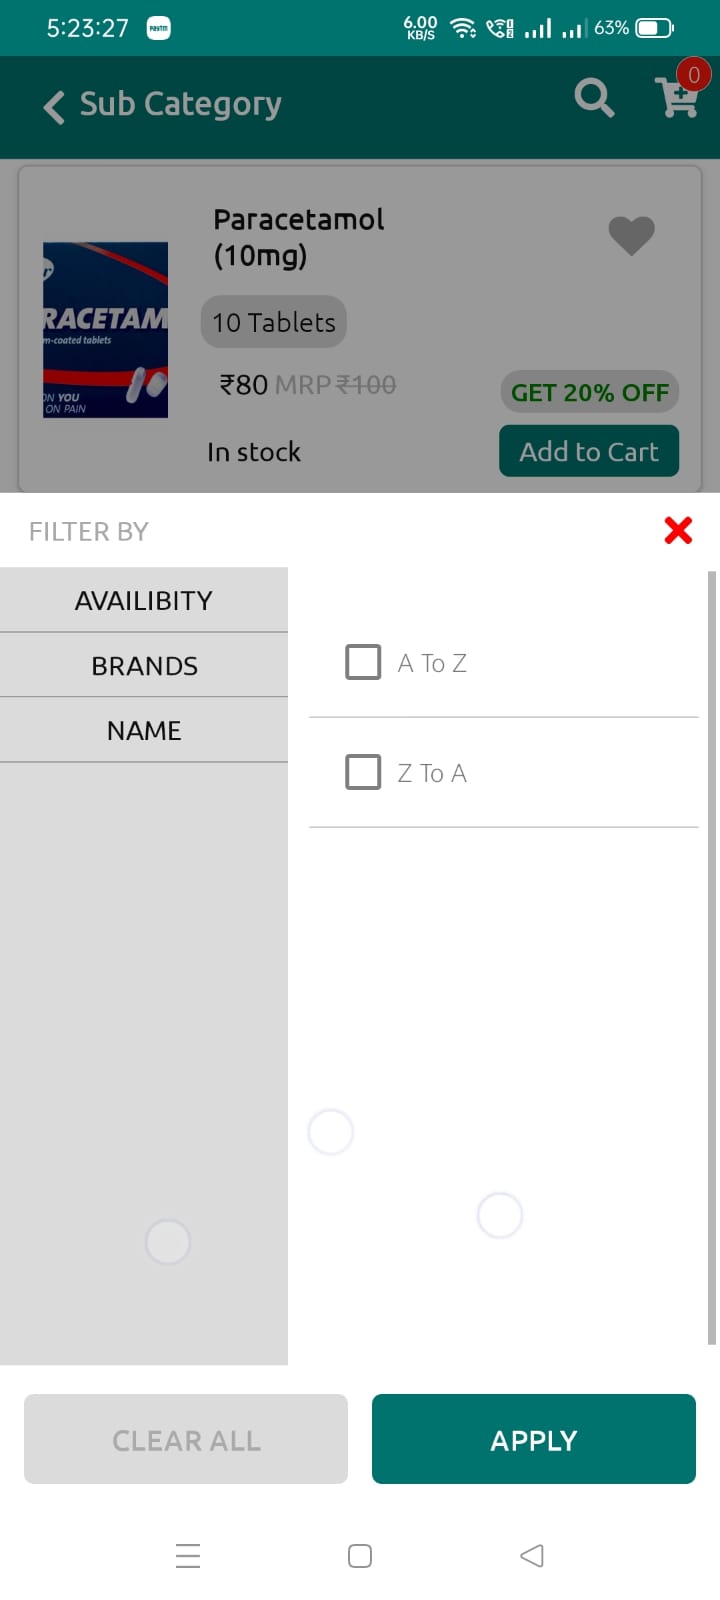 5:23:27 paytm 6.00 KB/S 63%
Sub Category 0
Paracetamol
(10mg)
RACETAM
m-coated tablets
ON YOU
ON PAIN
10 Tablets
₹80 MRP ₹100
GET 20% OFF
In stock
Add to Cart
FILTER BY
AVAILIBITY
BRANDS
NAME
A To Z
Z To A
CLEAR ALL
APPLY